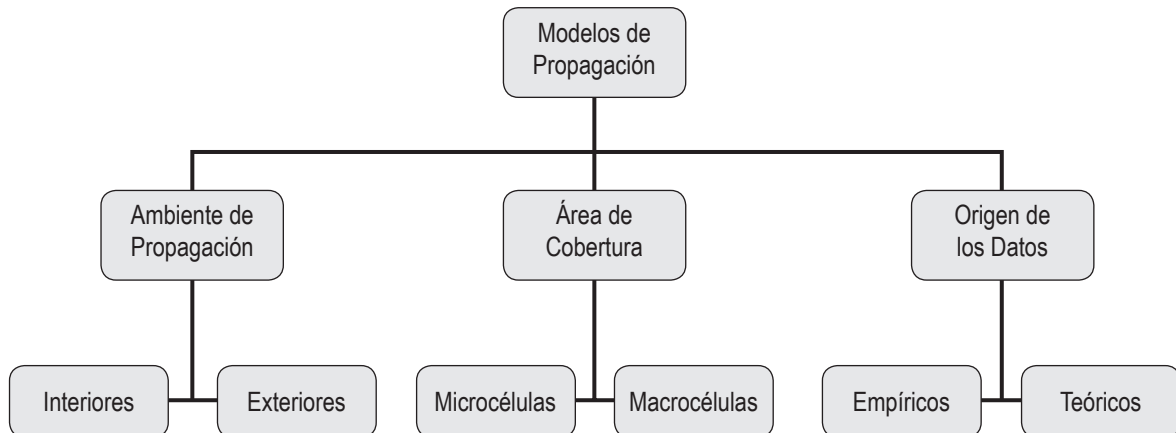 Modelos de
Propagación
Ambiente de
Propagación
Área de
Cobertura
Origen de
los Datos
Interiores
Exteriores
Microcélulas
Macrocélulas
Empíricos
Teóricos